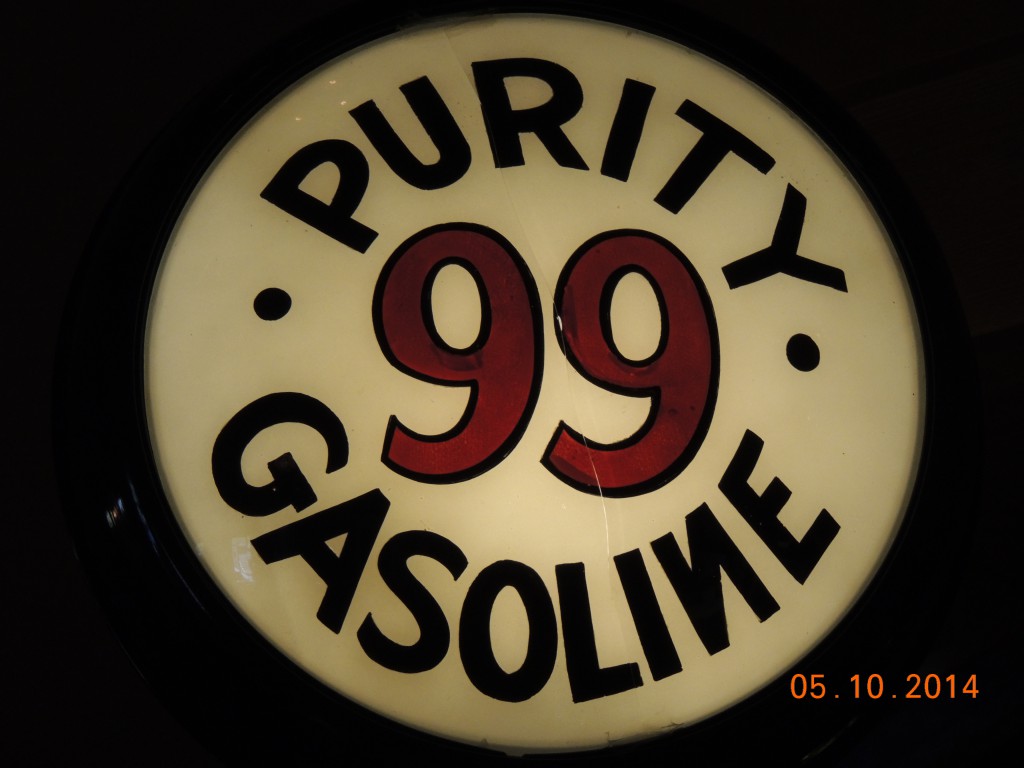 PURITY
99
GASOLINE
05.10.2014